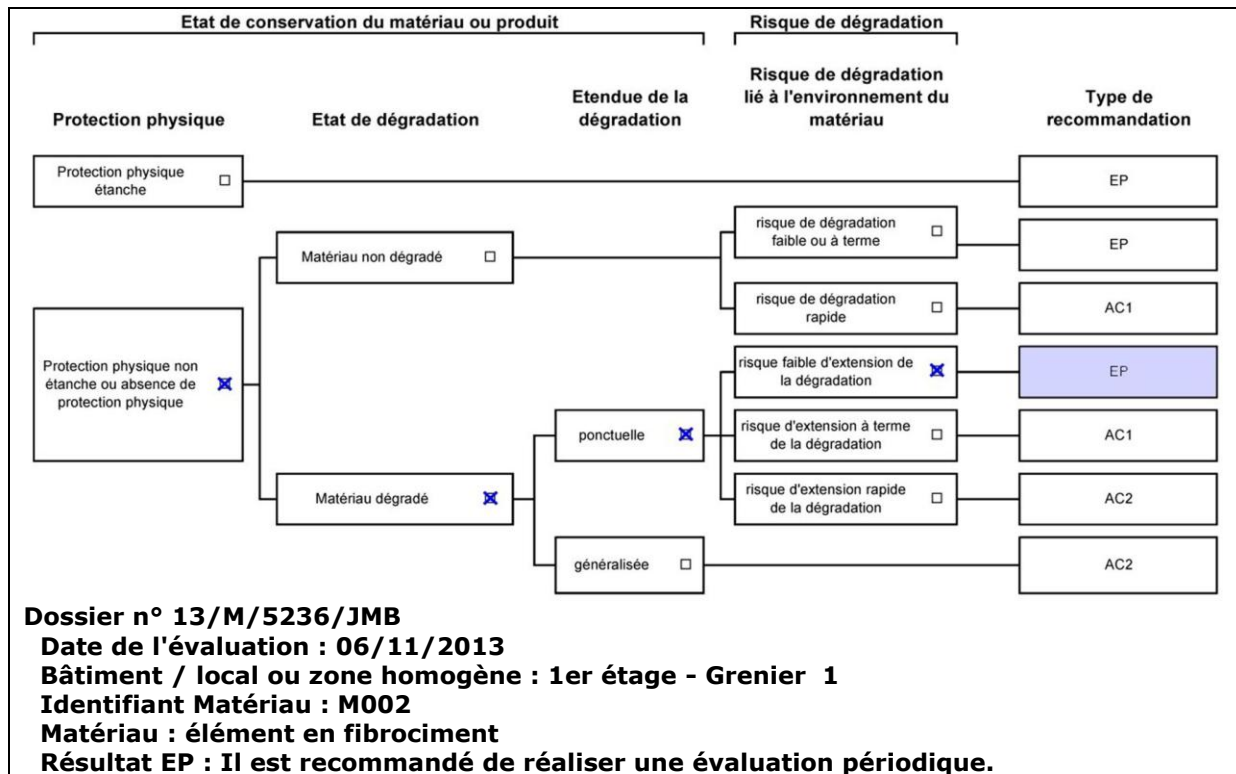 Etat de conservation du matériau ou produit
Risque de dégradation
Protection physique
Etat de dégradation
Etendue de la
dégradation
Risque de dégradation
lié à l'environnement du
matériau
Type de
recommandation
Protection physique
étanche
EP
Matériau non dégradé
risque de dégradation
faible ou à terme
EP
risque de dégradation
rapide
AC1
Protection physique non
étanche ou absence de
protection physique
risque faible d'extension de
la dégradation
EP
ponctuelle
risque d'extension à terme
de la dégradation
AC1
Matériau dégradé
risque d'extension rapide
de la dégradation
AC2
généralisée
AC2
Dossier n° 13/M/5236/JMB
Date de l'évaluation : 06/11/2013
Bâtiment / local ou zone homogène : 1er étage - Grenier 1
Identifiant Matériau : M002
Matériau : élément en fibrociment
Résultat EP : Il est recommandé de réaliser une évaluation périodique.